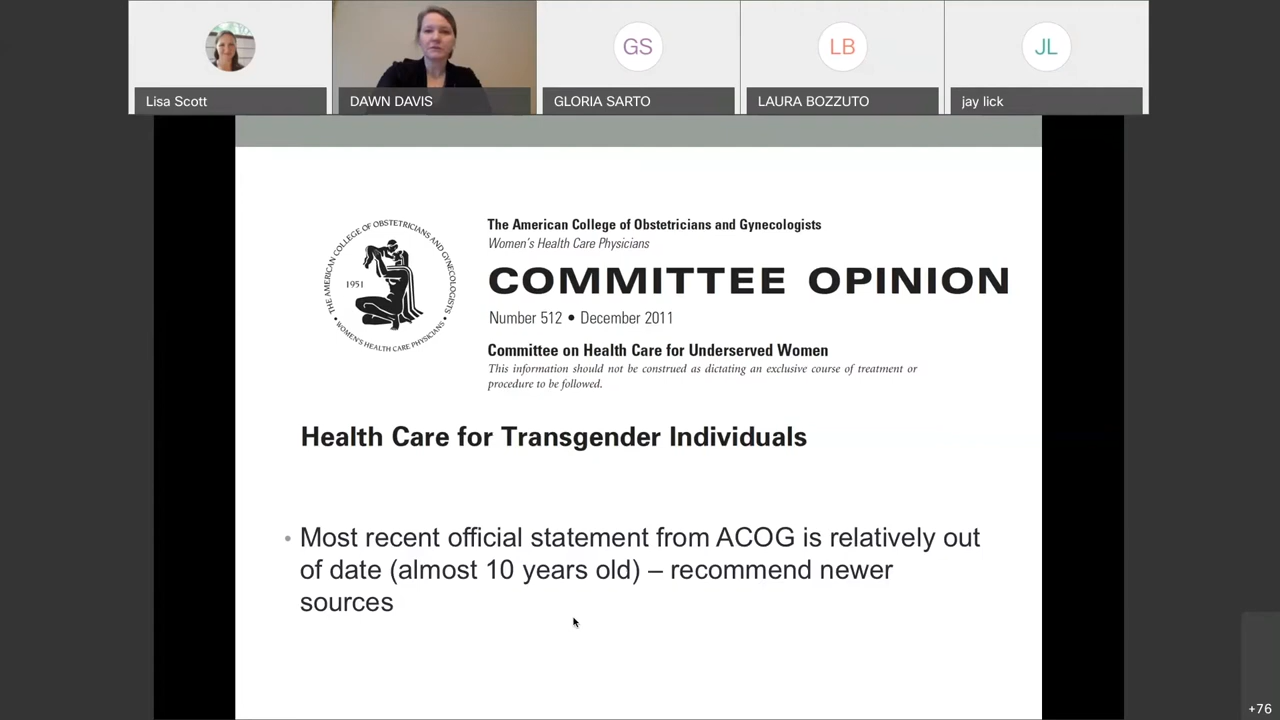 Lisa Scott
DAWN DAVIS
GS
GLORIA SARTO
LB
LAURA BOZZUTO
JL
jay lick
THE AMERICAN COLLEGE OF OBSTETRICIANS AND GYNECOLOGISTS
• WOMEN'S HEALTH CARE PHYSICIANS •
1951
The American College of Obstetricians and Gynecologists
Women's Health Care Physicians
COMMITTEE OPINION
Number 512 • December 2011
Committee on Health Care for Underserved Women
This information should not be construed as dictating an exclusive course of treatment or
procedure to be followed.
Health Care for Transgender Individuals
• Most recent official statement from ACOG is relatively out
of date (almost 10 years old) – recommend newer
sources
+76